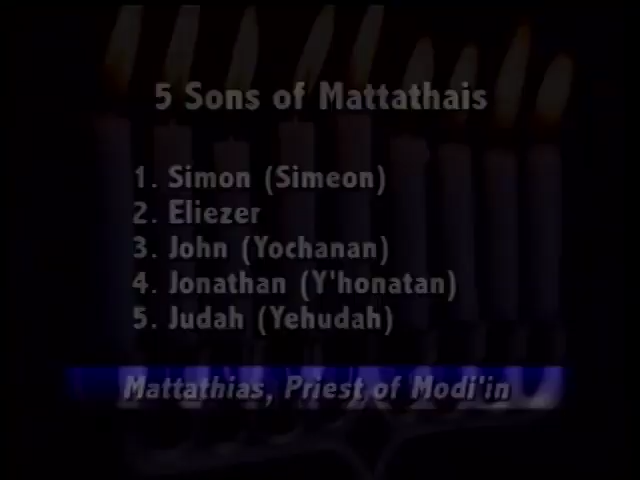 5 Sons of Mattathais
1. Simon (Simeon)
2. Eliezer
3. John (Yochanan)
4. Jonathan (Y'honatan)
5. Judah (Yehudah)
Mattathias, Priest of Modi'in